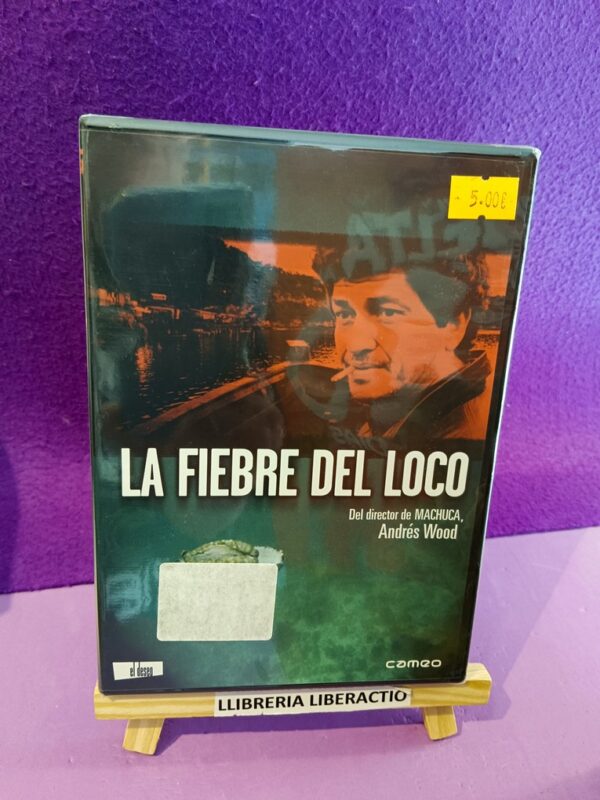 5.00€
LA FIEBRE DEL LOCO
Del director de MACHUCA,
Andrés Wood
el deseo
cameo
LLIBRERIA LIBERACTIO